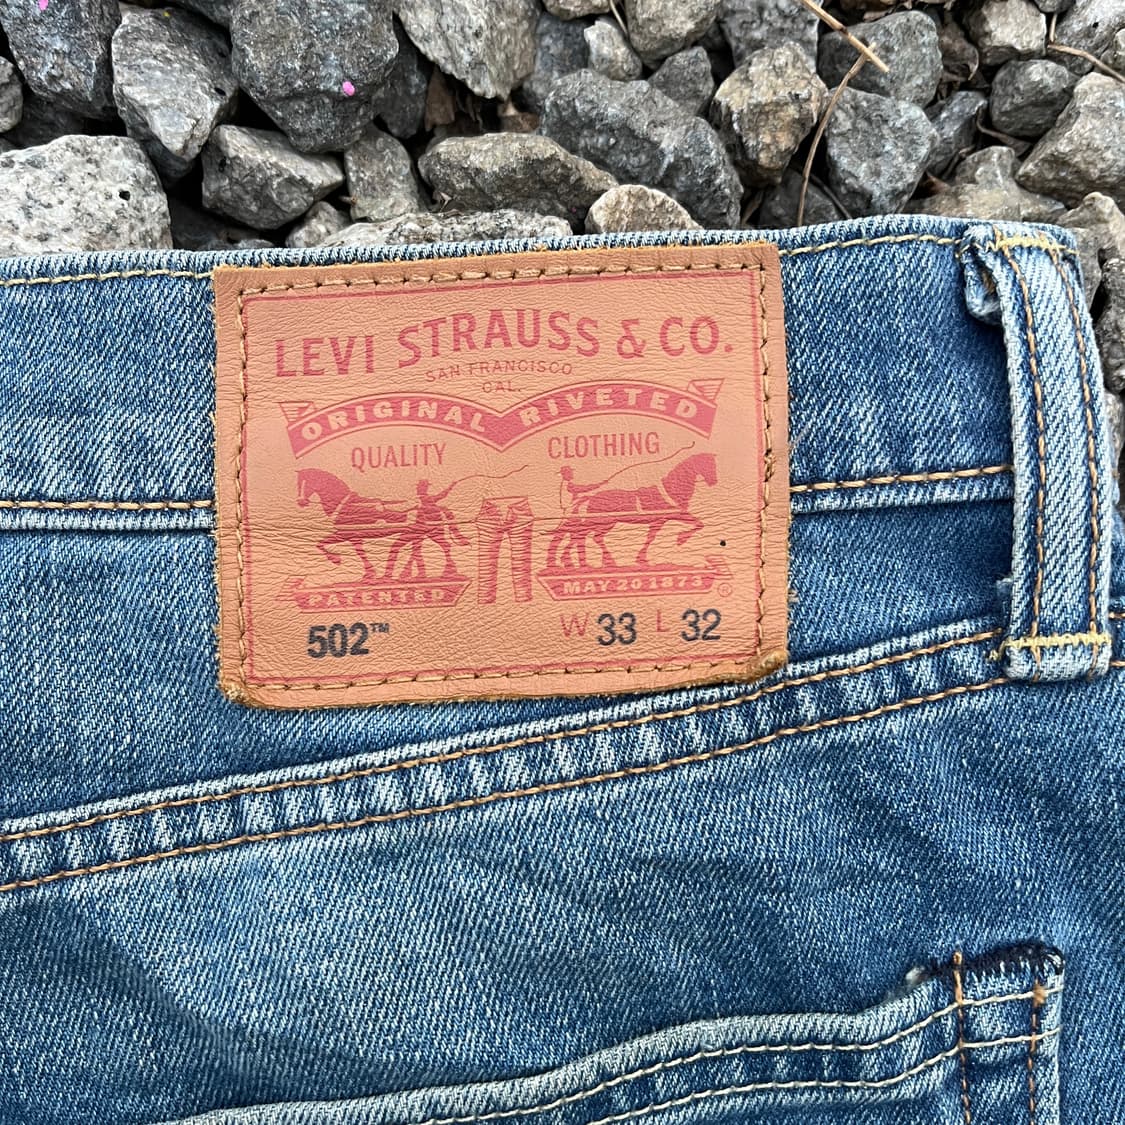 LEVI STRAUSS & CO.
SAN FRANCISCO
CAL.
ORIGINAL RIVETED
QUALITY CLOTHING
PATENTED MAY 20 1873 ®
502™ W 33 L 32